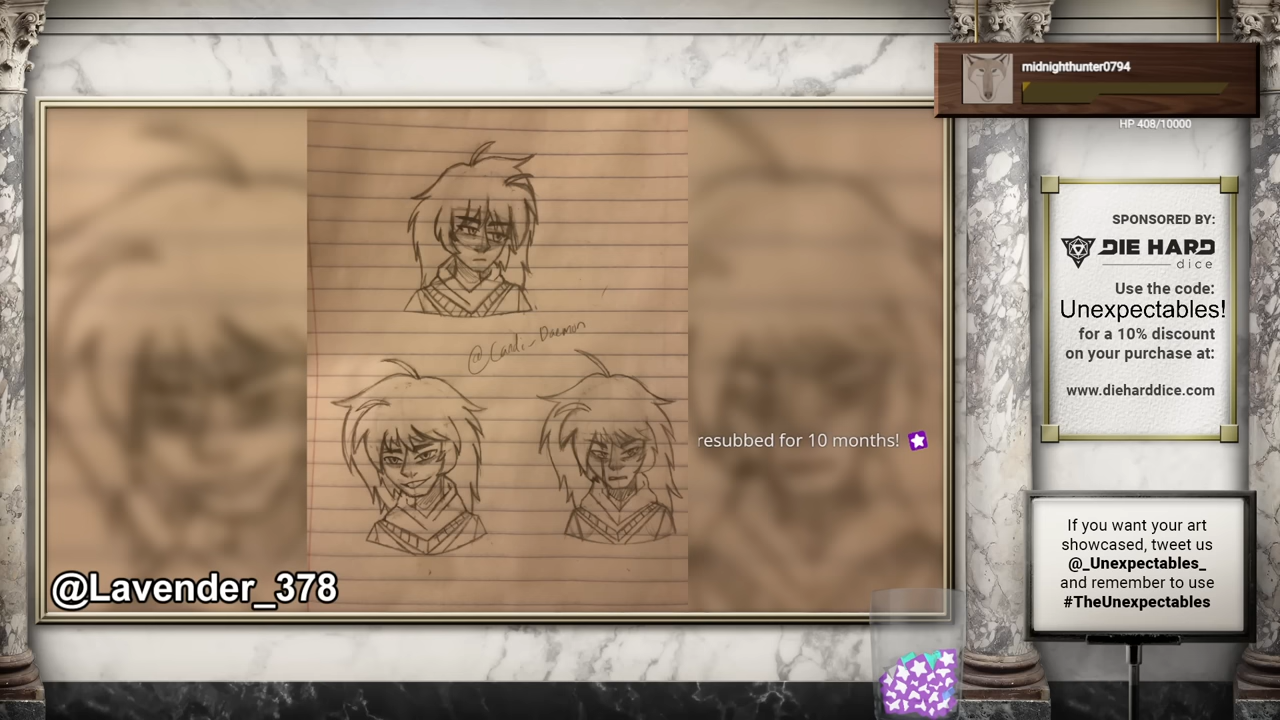 midnighthunter0794
HP 408/10000
SPONSORED BY:
DIE HARD
dice
Use the code:
Unexpectables!
for a 10% discount
on your purchase at:
www.dieharddice.com
@Candi_Daemon
resubbed for 10 months!
If you want your art
showcased, tweet us
@_Unexpectables_
and remember to use
#TheUnexpectables
@Lavender_378